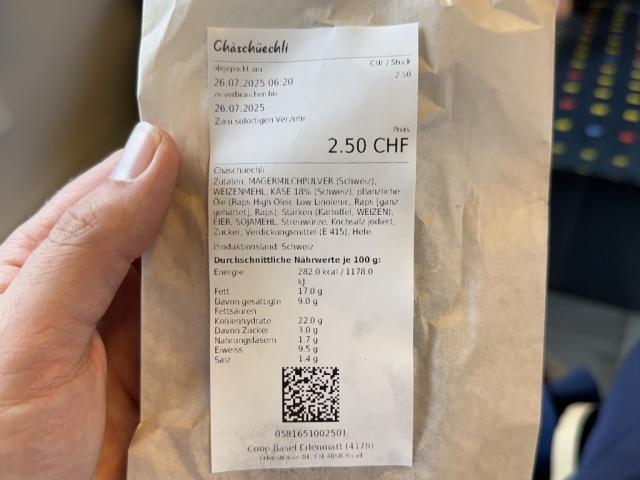 Chäschüechli
CHF / Stück
abgepackt am
2.50
26.07.2025 06:20
zu verbrauchen bis
26.07.2025
Zum sofortigen Verzehr
Preis
2.50 CHF
Chäschüechli
Zutaten: MAGERMILCHPULVER (Schweiz),
WEIZENMEHL, KÄSE 18% (Schweiz), pflanzliche
Öle (Raps High Oleic Low Linolenic, Raps [ganz
gehärtet], Raps), Stärken (Kartoffel, WEIZEN),
EIER, SOJAMEHL, Streuwürze, Kochsalz jodiert,
Zucker, Verdickungsmittel (E 415), Hefe.
Produktionsland: Schweiz
Durchschnittliche Nährwerte je 100 g:
Energie 282.0 kcal / 1178.0
kJ
Fett 17.0 g
Davon gesättigte 9.0 g
Fettsäuren
Kohlenhydrate 22.0 g
Davon Zucker 3.0 g
Nahrungsfasern 1.7 g
Eiweiss 9.5 g
Salz 1.4 g
0581651002501
Coop Basel Erlenmatt (4178)
Erlenstrasse CH-4058 Basel